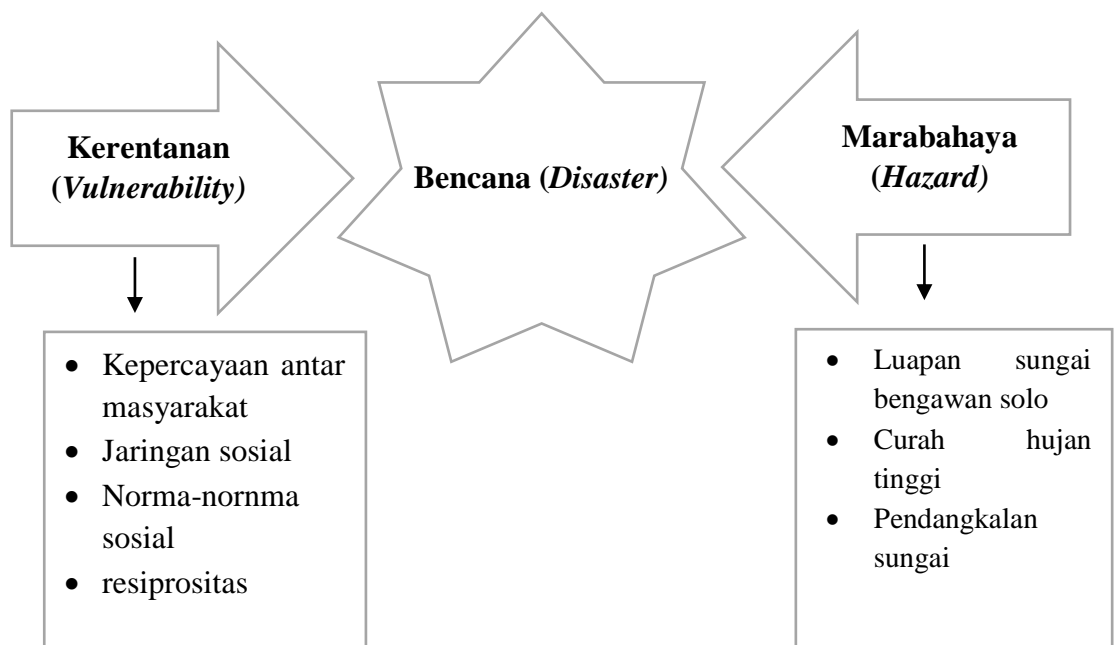 Kerentanan
(Vulnerability)
Bencana (Disaster)
Marabahaya
(Hazard)
• Kepercayaan antar
masyarakat
• Jaringan sosial
• Norma-nornma
sosial
• resiprositas
• Luapan sungai
bengawan solo
• Curah hujan
tinggi
• Pendangkalan
sungai